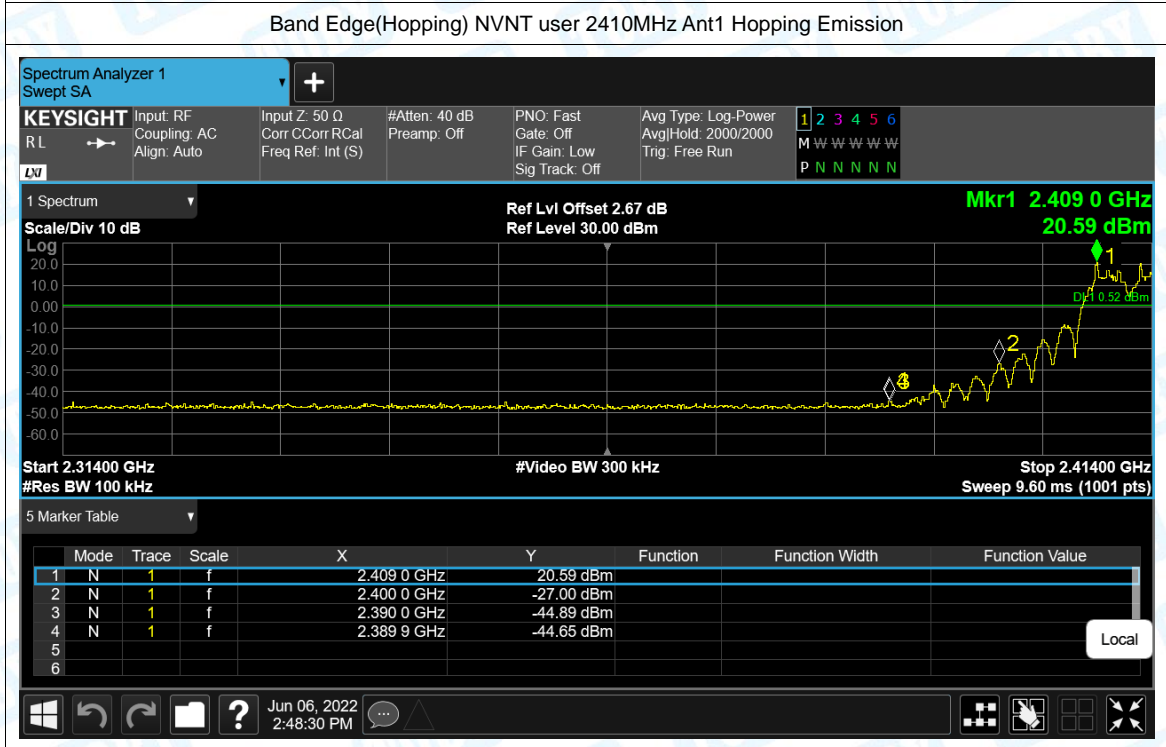 Band Edge(Hopping) NVNT user 2410MHz Ant1 Hopping Emission
Spectrum Analyzer 1
Swept SA
+
KEYSIGHT
R L
LXI
Input: RF
Coupling: AC
Align: Auto
Input Z: 50 Ω
Corr CCorr RCal
Freq Ref: Int (S)
#Atten: 40 dB
Preamp: Off
PNO: Fast
Gate: Off
IF Gain: Low
Sig Track: Off
Avg Type: Log-Power
Avg|Hold: 2000/2000
Trig: Free Run
1 2 3 4 5 6
M W W W W W
P N N N N N
1 Spectrum
Scale/Div 10 dB
Ref Lvl Offset 2.67 dB
Ref Level 30.00 dBm
Mkr1 2.409 0 GHz
20.59 dBm
Log
20.0
10.0
0.00
-10.0
-20.0
-30.0
-40.0
-50.0
-60.0
1
DL1 0.52 dBm
2
Start 2.31400 GHz
#Res BW 100 kHz
#Video BW 300 kHz
Stop 2.41400 GHz
Sweep 9.60 ms (1001 pts)
5 Marker Table
Mode Trace Scale X Y Function Function Width Function Value
1 N 1 f 2.409 0 GHz 20.59 dBm
2 N 1 f 2.400 0 GHz -27.00 dBm
3 N 1 f 2.390 0 GHz -44.89 dBm
4 N 1 f 2.389 9 GHz -44.65 dBm
5
6
Local
?
Jun 06, 2022
2:48:30 PM